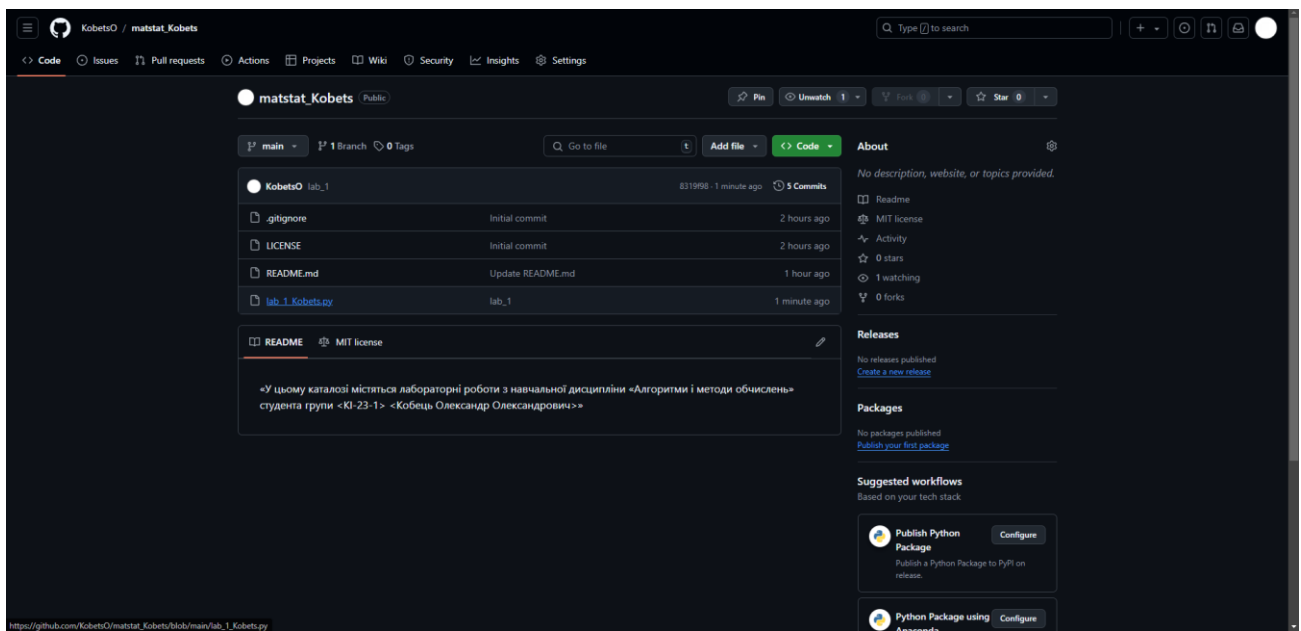 KobetsO / matstat_Kobets
Type / to search
Code Issues Pull requests Actions Projects Wiki Security Insights Settings
matstat_Kobets Public
Pin Unwatch 1 Fork 0 Star 0
main 1 Branch 0 Tags Go to file t Add file Code
KobetsO lab_1 8319f98 · 1 minute ago 5 Commits
.gitignore Initial commit 2 hours ago
LICENSE Initial commit 2 hours ago
README.md Update README.md 1 hour ago
lab_1_Kobets.py lab_1 1 minute ago
README MIT license
«У цьому каталозі містяться лабораторні роботи з навчальної дисципліни «Алгоритми і методи обчислень»
студента групи <КІ-23-1> <Кобець Олександр Олександрович>»
About
No description, website, or topics provided.
Readme
MIT license
Activity
0 stars
1 watching
0 forks
Releases
No releases published
Create a new release
Packages
No packages published
Publish your first package
Suggested workflows
Based on your tech stack
Publish Python
Package
Configure
Publish a Python Package to PyPI on
release.
Python Package using
Anaconda
Configure
https://github.com/KobetsO/matstat_Kobets/blob/main/lab_1_Kobets.py